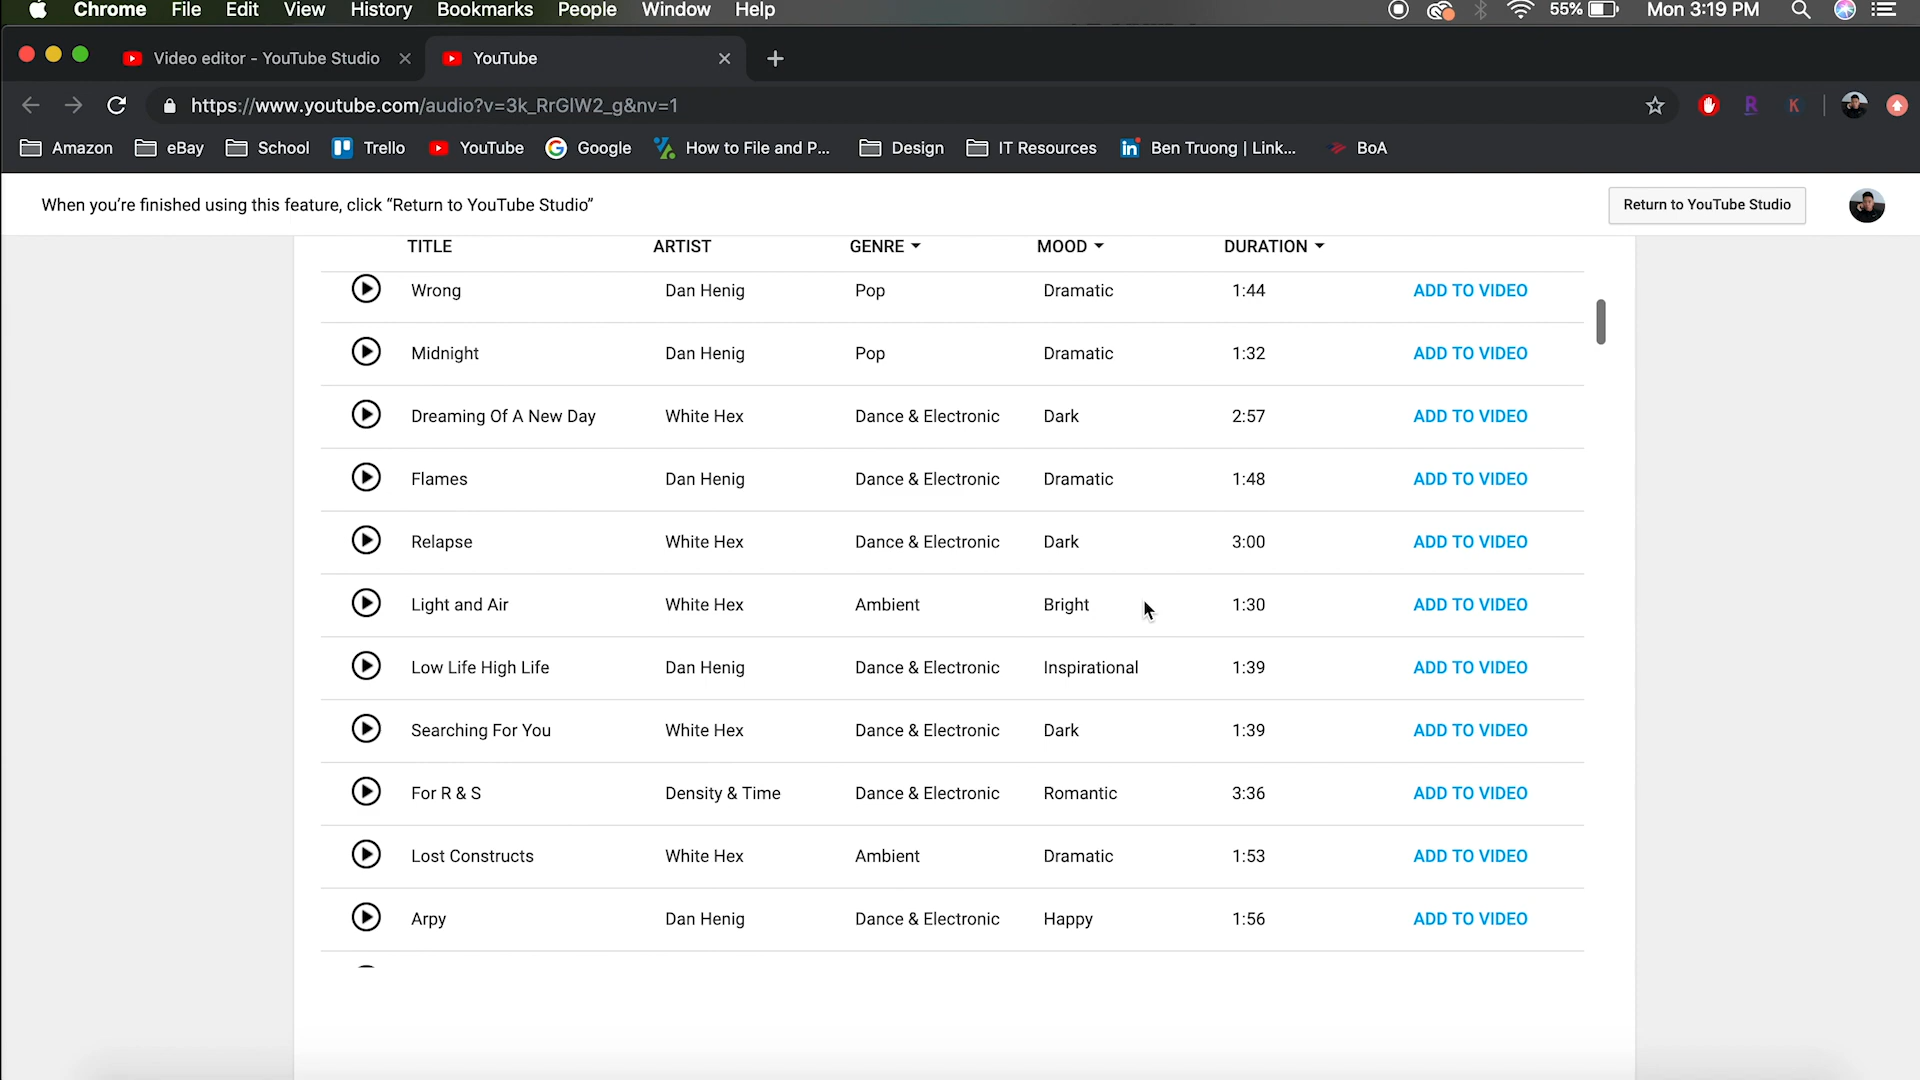 Chrome File Edit View History Bookmarks People Window Help 55% Mon 3:19 PM
Video editor - YouTube Studio YouTube
https://www.youtube.com/audio?v=3k_RrGlW2_g&nv=1
Amazon eBay School Trello YouTube Google How to File and P... Design IT Resources Ben Truong | Link... BoA
When you're finished using this feature, click “Return to YouTube Studio” Return to YouTube Studio
TITLE ARTIST GENRE MOOD DURATION
Wrong Dan Henig Pop Dramatic 1:44 ADD TO VIDEO
Midnight Dan Henig Pop Dramatic 1:32 ADD TO VIDEO
Dreaming Of A New Day White Hex Dance & Electronic Dark 2:57 ADD TO VIDEO
Flames Dan Henig Dance & Electronic Dramatic 1:48 ADD TO VIDEO
Relapse White Hex Dance & Electronic Dark 3:00 ADD TO VIDEO
Light and Air White Hex Ambient Bright 1:30 ADD TO VIDEO
Low Life High Life Dan Henig Dance & Electronic Inspirational 1:39 ADD TO VIDEO
Searching For You White Hex Dance & Electronic Dark 1:39 ADD TO VIDEO
For R & S Density & Time Dance & Electronic Romantic 3:36 ADD TO VIDEO
Lost Constructs White Hex Ambient Dramatic 1:53 ADD TO VIDEO
Arpy Dan Henig Dance & Electronic Happy 1:56 ADD TO VIDEO